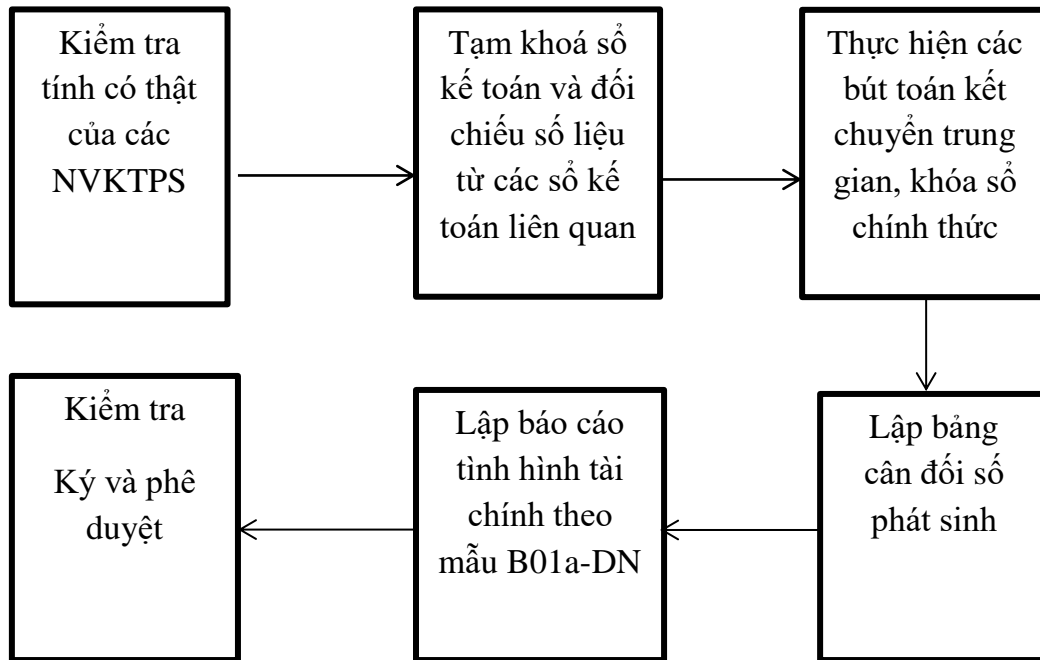 Kiểm tra
tính có thật
của các
NVKTPS
Tạm khoá sổ
kế toán và đối
chiếu số liệu
từ các sổ kế
toán liên quan
Thực hiện các
bút toán kết
chuyển trung
gian, khóa sổ
chính thức
Lập bảng
cân đối số
phát sinh
Lập báo cáo
tình hình tài
chính theo
mẫu B01a-DN
Kiểm tra
Ký và phê
duyệt